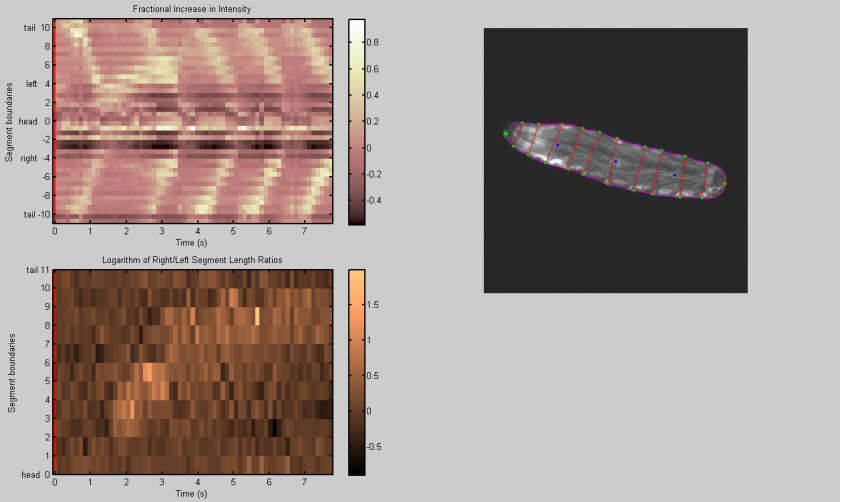 Fractional Increase in Intensity
tail 10
8
6
left 4
2
head 0
-2
right -4
-6
-8
tail -10
Segment boundaries
0 1 2 3 4 5 6 7
Time (s)
0.8
0.6
0.4
0.2
0
-0.2
-0.4
Logarithm of Right/Left Segment Length Ratios
tail 11
10
9
8
7
6
5
4
3
2
1
head 0
Segment boundaries
0 1 2 3 4 5 6 7
Time (s)
1.5
1
0.5
0
-0.5